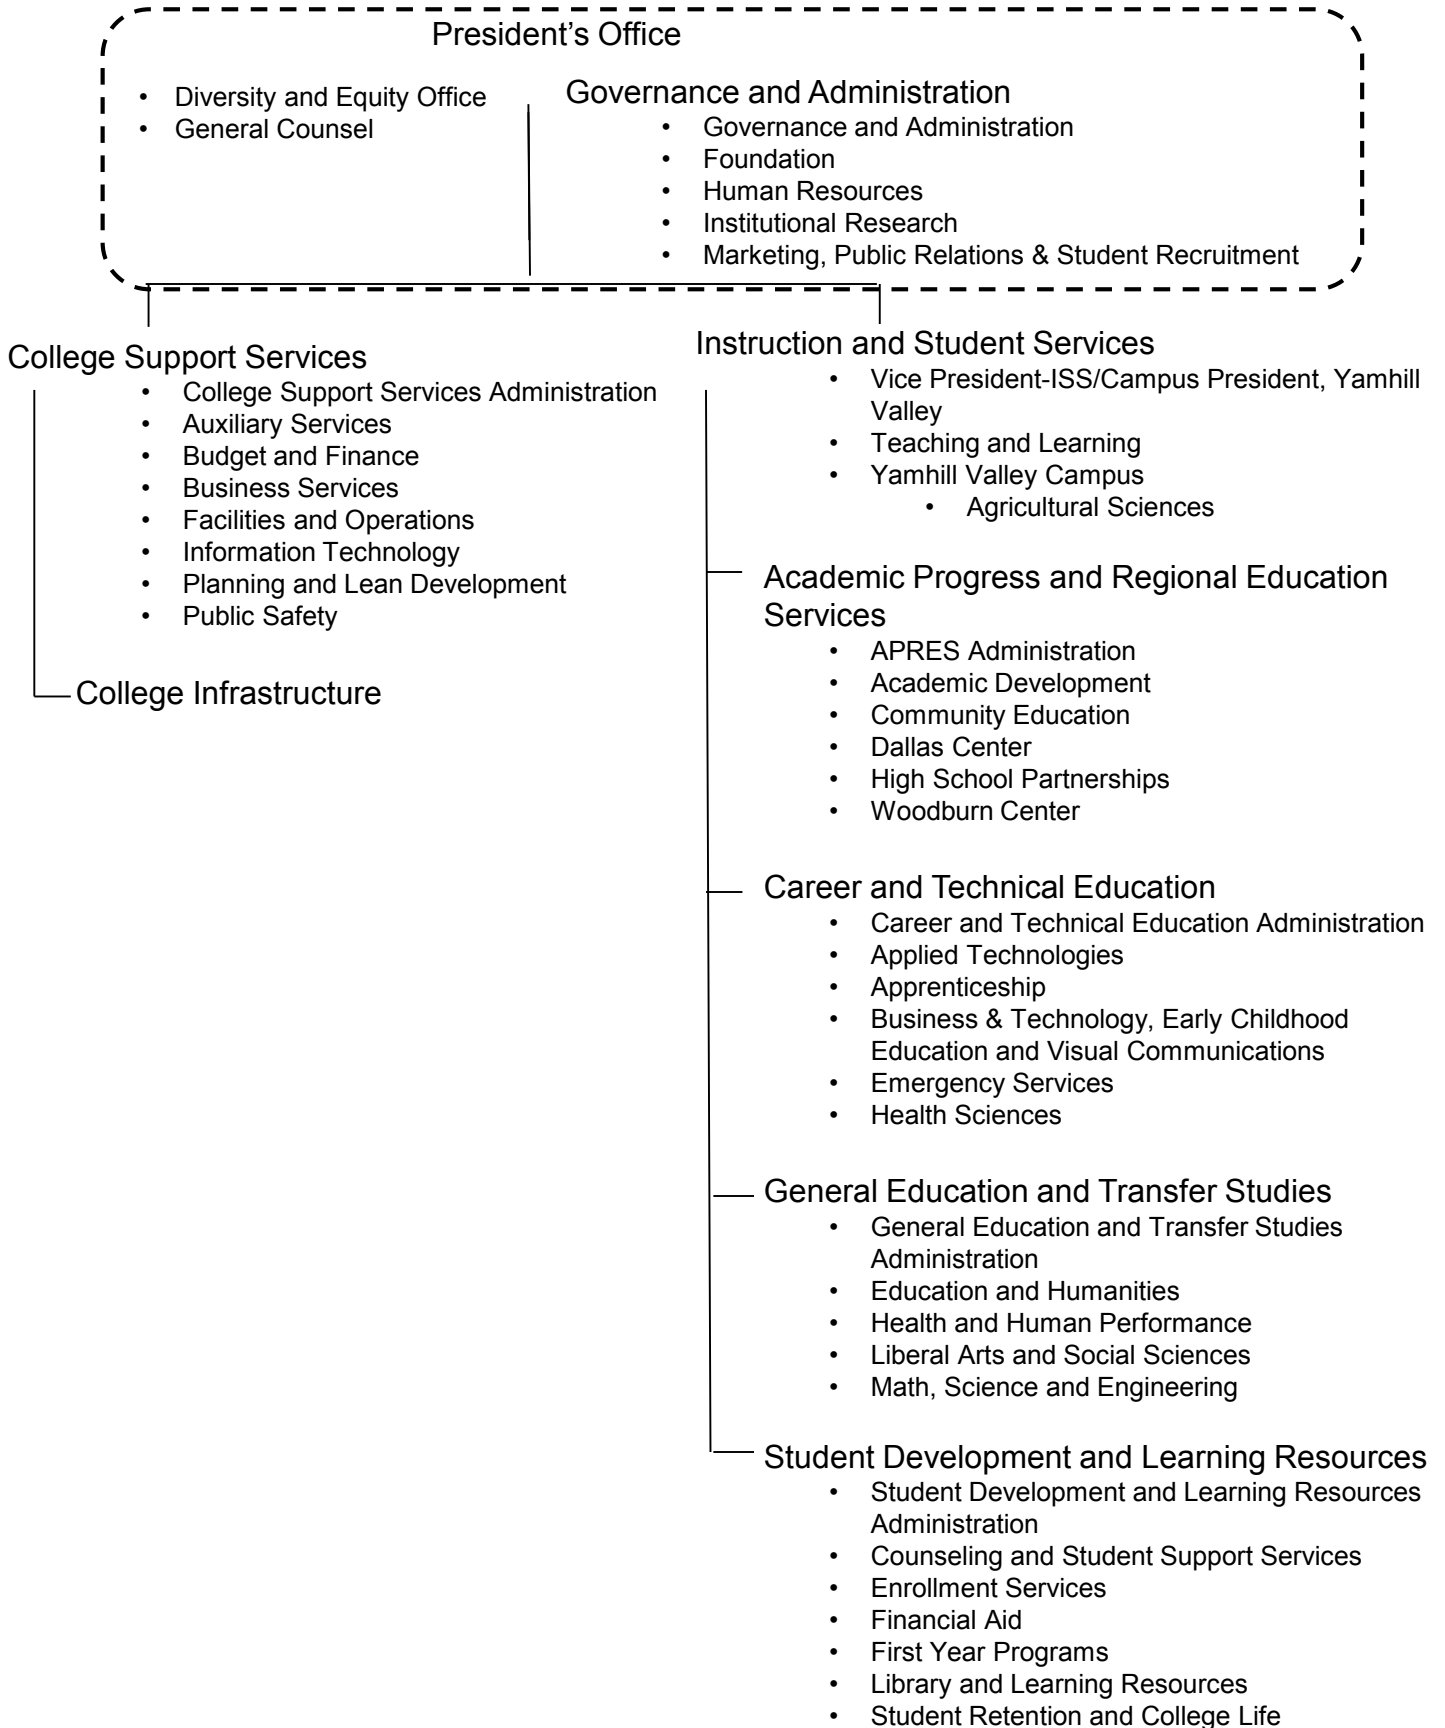 President’s Office
• Diversity and Equity Office
• General Counsel
Governance and Administration
• Governance and Administration
• Foundation
• Human Resources
• Institutional Research
• Marketing, Public Relations & Student Recruitment
College Support Services
• College Support Services Administration
• Auxiliary Services
• Budget and Finance
• Business Services
• Facilities and Operations
• Information Technology
• Planning and Lean Development
• Public Safety
College Infrastructure
Instruction and Student Services
• Vice President-ISS/Campus President, Yamhill
Valley
• Teaching and Learning
• Yamhill Valley Campus
• Agricultural Sciences
Academic Progress and Regional Education
Services
• APRES Administration
• Academic Development
• Community Education
• Dallas Center
• High School Partnerships
• Woodburn Center
Career and Technical Education
• Career and Technical Education Administration
• Applied Technologies
• Apprenticeship
• Business & Technology, Early Childhood
Education and Visual Communications
• Emergency Services
• Health Sciences
General Education and Transfer Studies
• General Education and Transfer Studies
Administration
• Education and Humanities
• Health and Human Performance
• Liberal Arts and Social Sciences
• Math, Science and Engineering
Student Development and Learning Resources
• Student Development and Learning Resources
Administration
• Counseling and Student Support Services
• Enrollment Services
• Financial Aid
• First Year Programs
• Library and Learning Resources
• Student Retention and College Life